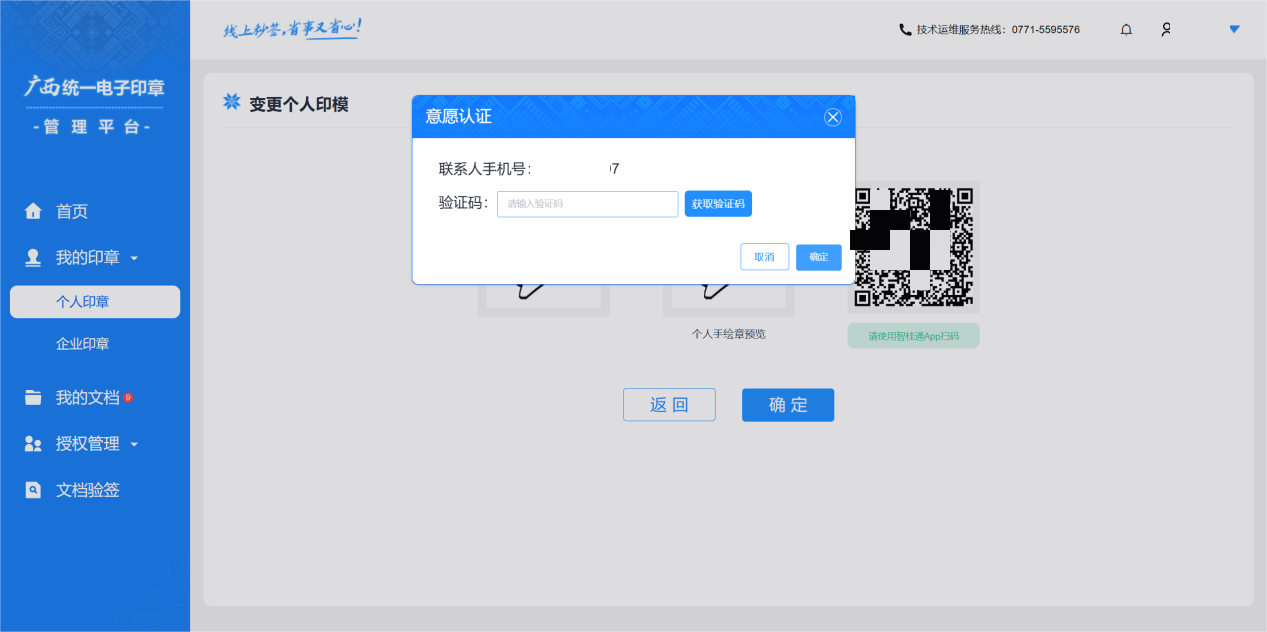 线上秒签,省事又省心!
技术运维服务热线：0771-5595576
广西统一电子印章
-管理平台-
首页
我的印章
个人印章
企业印章
我的文档 9
授权管理
文档验签
变更个人印模
意愿认证
联系人手机号：7
验证码：请输入验证码 获取验证码
取消 确定
个人手绘章预览
请使用智桂通App扫码
返回 确定